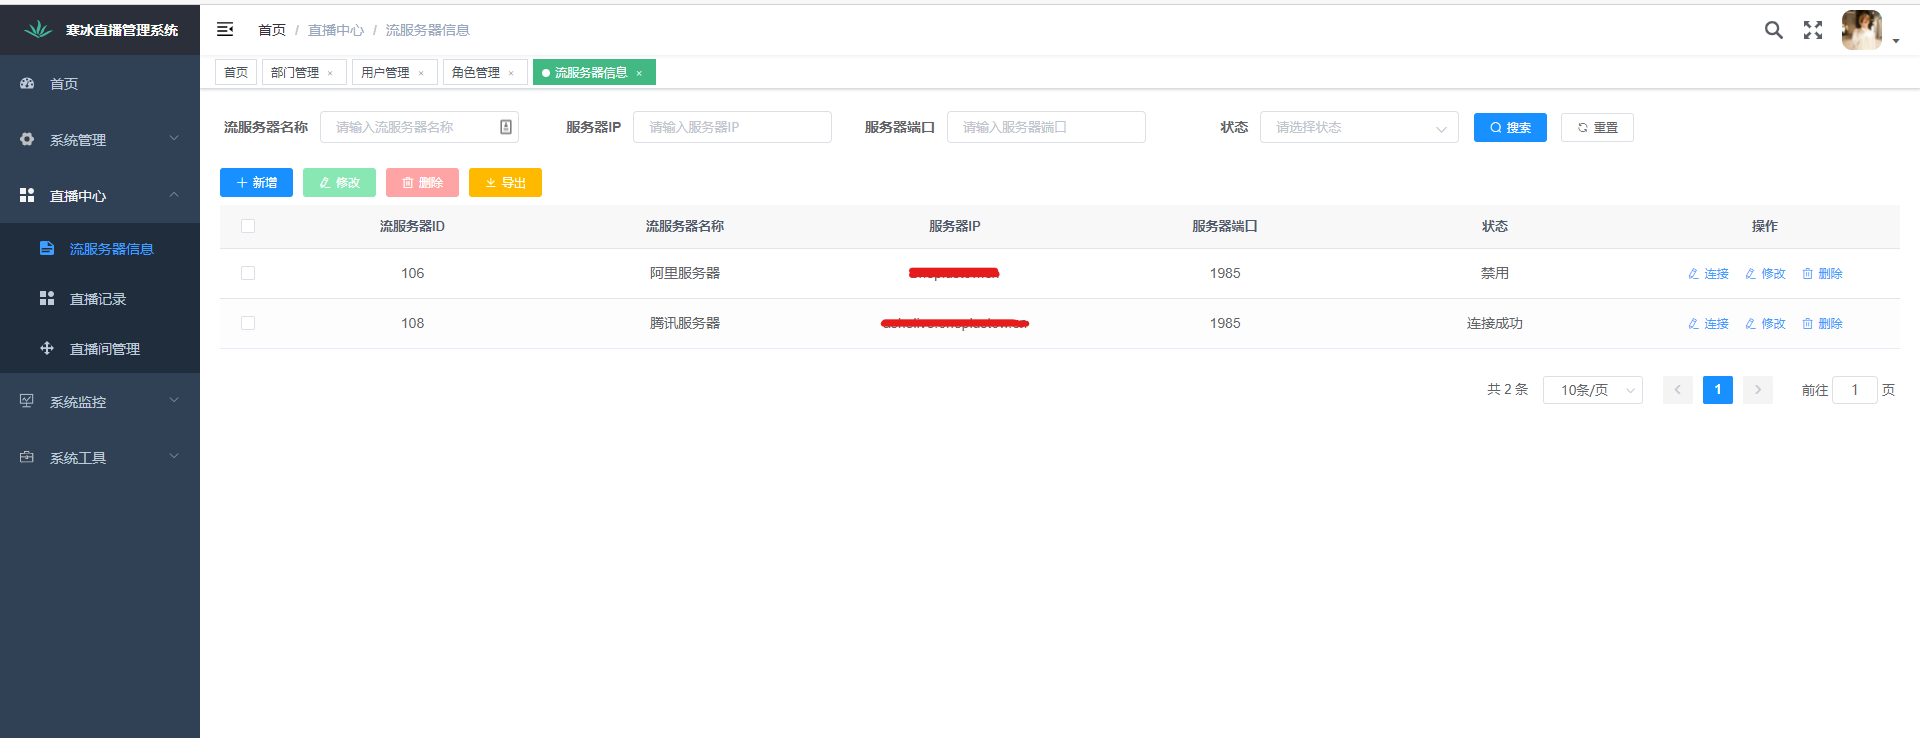 寒冰直播管理系统
首页 / 直播中心 / 流服务器信息
首页
部门管理 ×
用户管理 ×
角色管理 ×
流服务器信息 ×
首页
系统管理
直播中心
流服务器信息
直播记录
直播间管理
系统监控
系统工具
流服务器名称 请输入流服务器名称
服务器IP 请输入服务器IP
服务器端口 请输入服务器端口
状态 请选择状态
搜索
重置
新增
修改
删除
导出
流服务器ID 流服务器名称 服务器IP 服务器端口 状态 操作
106 阿里服务器 1985 禁用 连接 修改 删除
108 腾讯服务器 1985 连接成功 连接 修改 删除
共 2 条 10条/页 1 前往 1 页